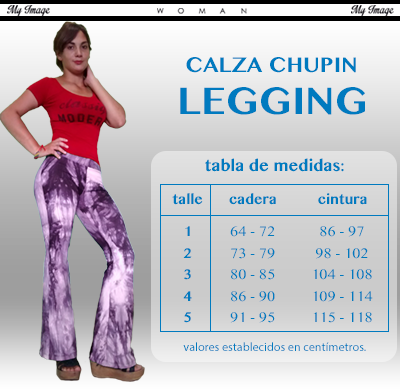 My Image WOMAN My Image
CALZA CHUPIN
LEGGING
tabla de medidas:
talle cadera cintura
1 64 - 72 86 - 97
2 73 - 79 98 - 102
3 80 - 85 104 - 108
4 86 - 90 109 - 114
5 91 - 95 115 - 118
valores establecidos en centímetros.
MODERN